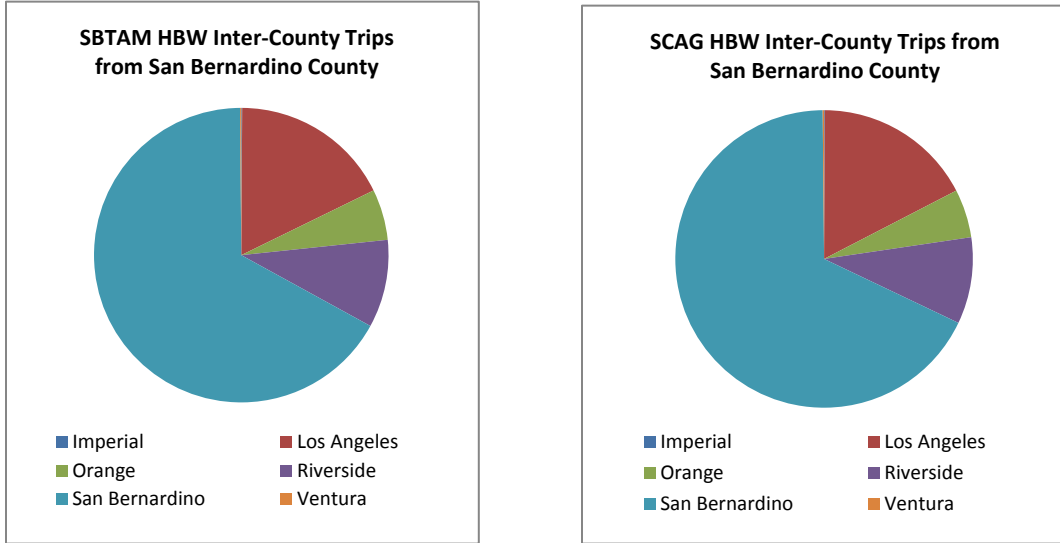 SBTAM HBW Inter-County Trips
from San Bernardino County
Imperial
Los Angeles
Orange
Riverside
San Bernardino
Ventura
SCAG HBW Inter-County Trips from
San Bernardino County
Imperial
Los Angeles
Orange
Riverside
San Bernardino
Ventura